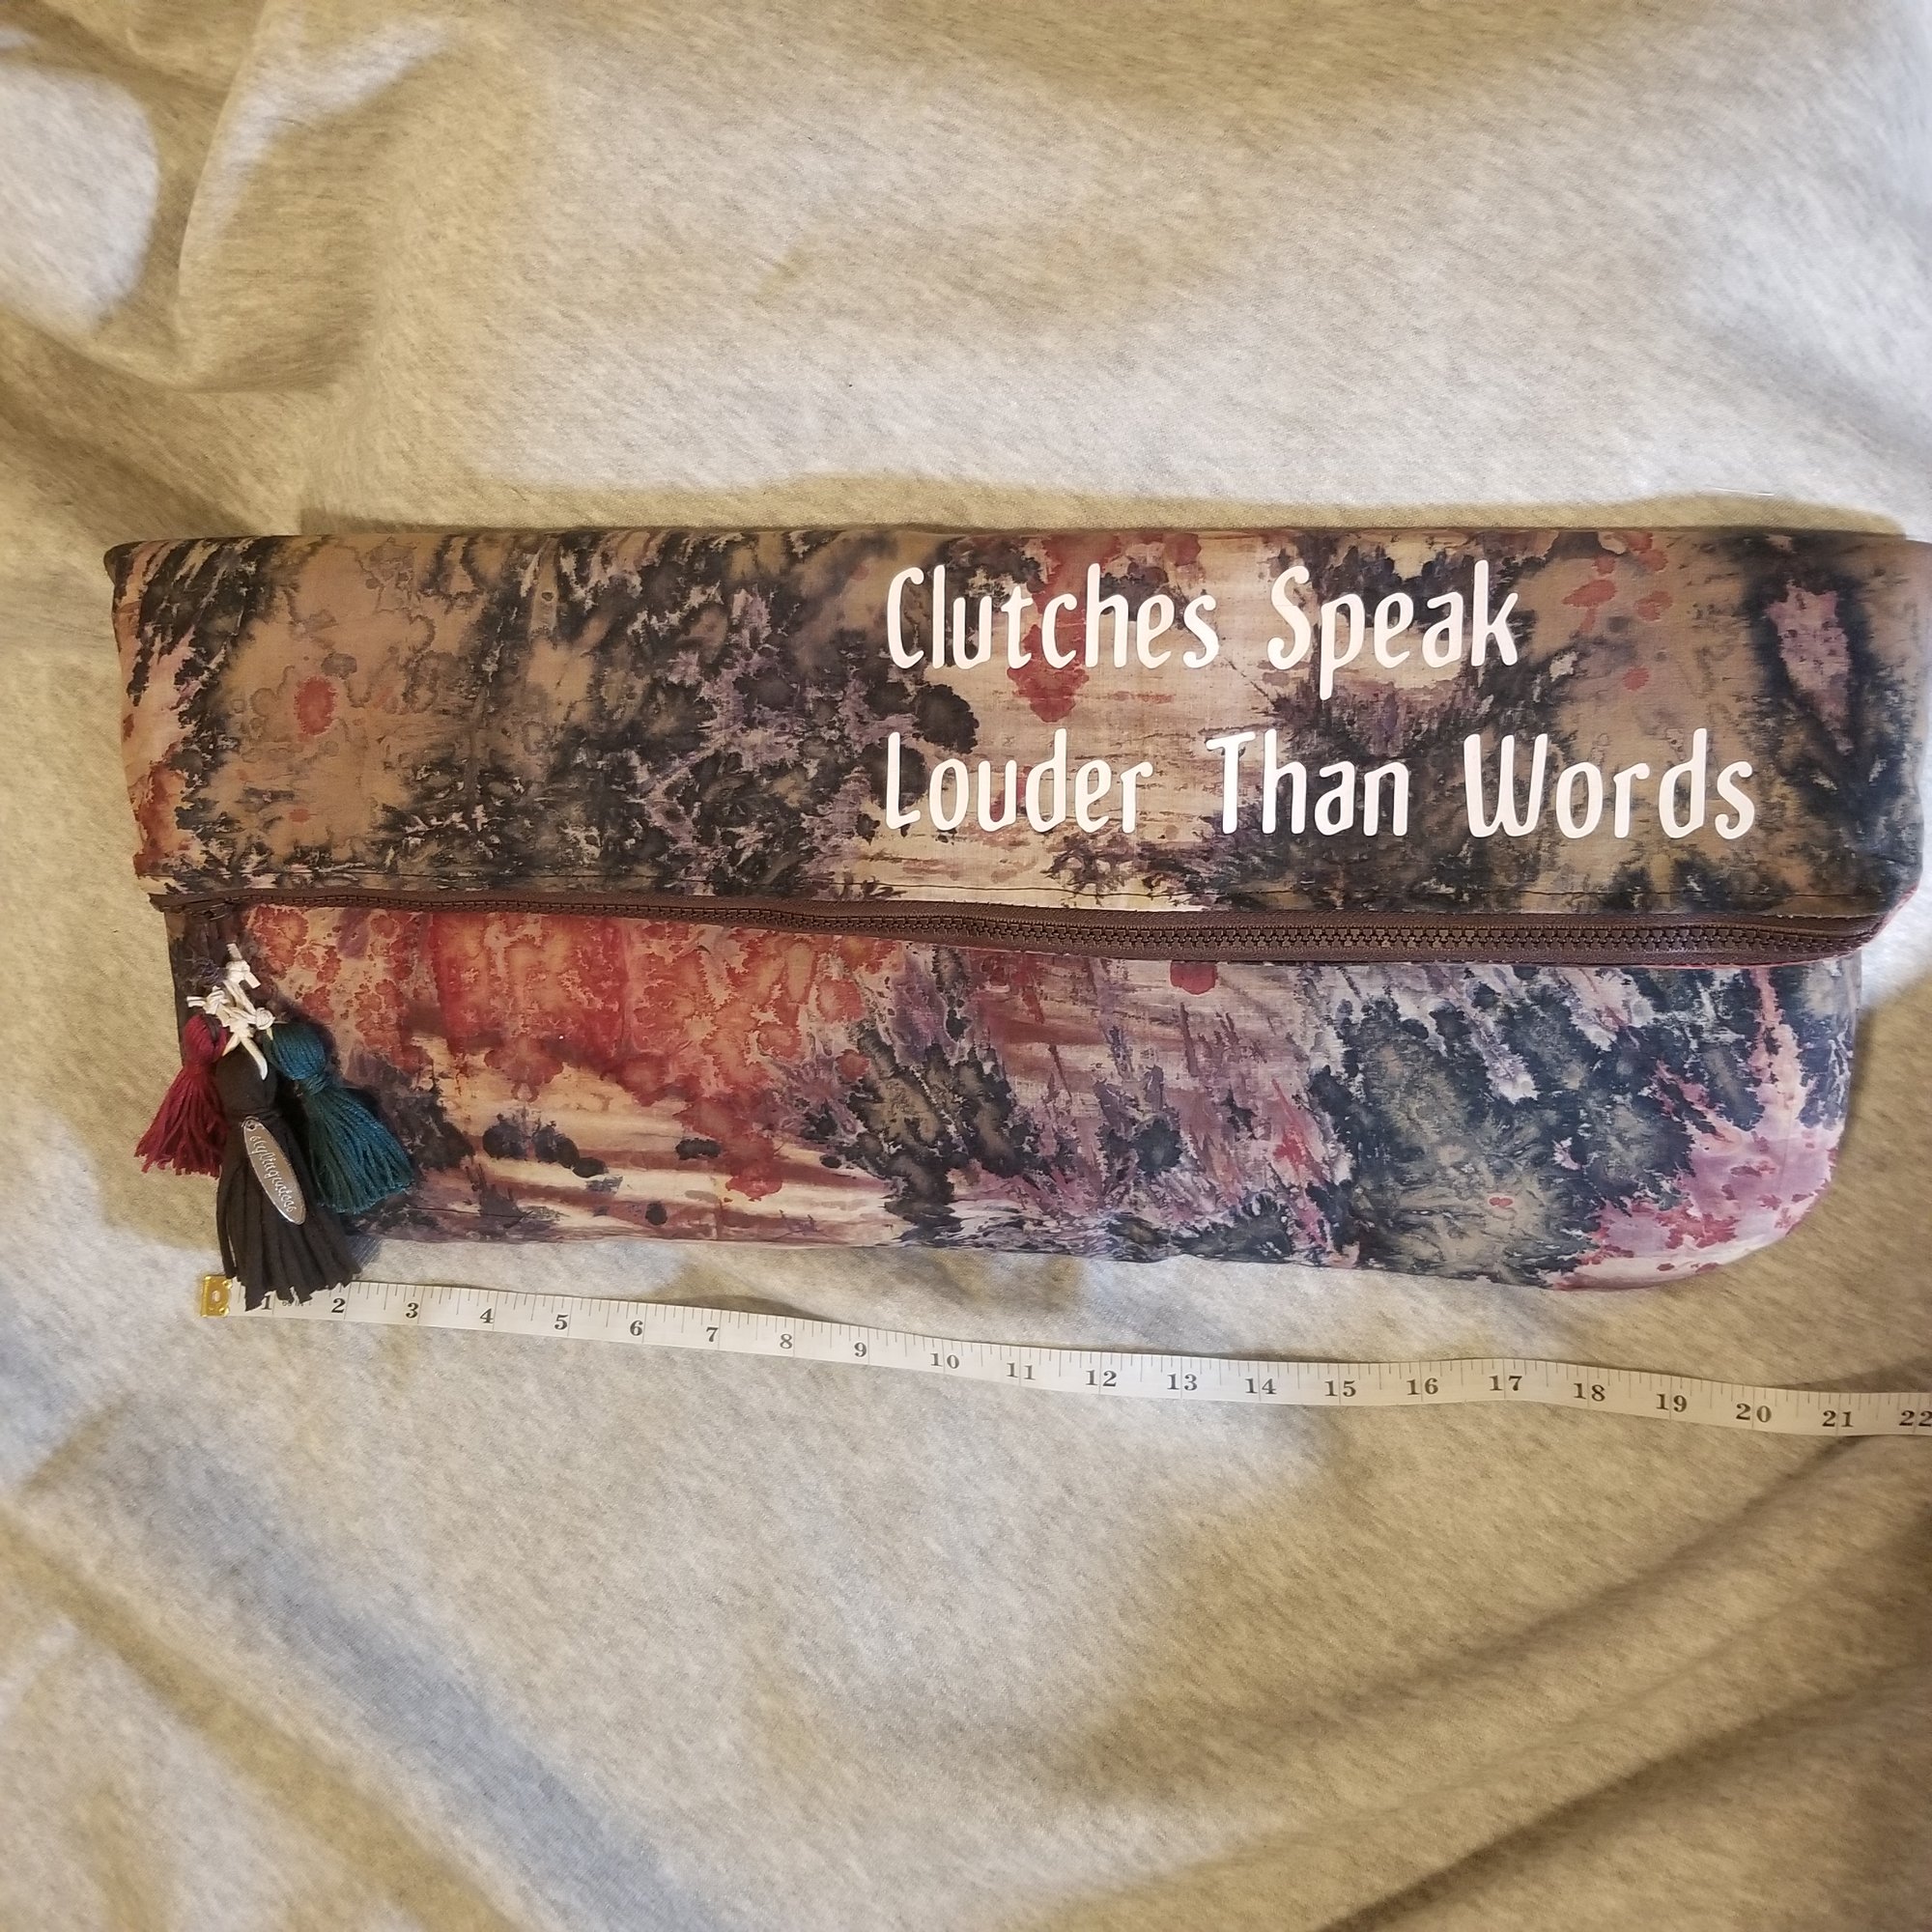 Clutches Speak
Louder Than Words
1 2 3 4 5 6 7 8 9 10 11 12 13 14 15 16 17 18 19 20 21 22